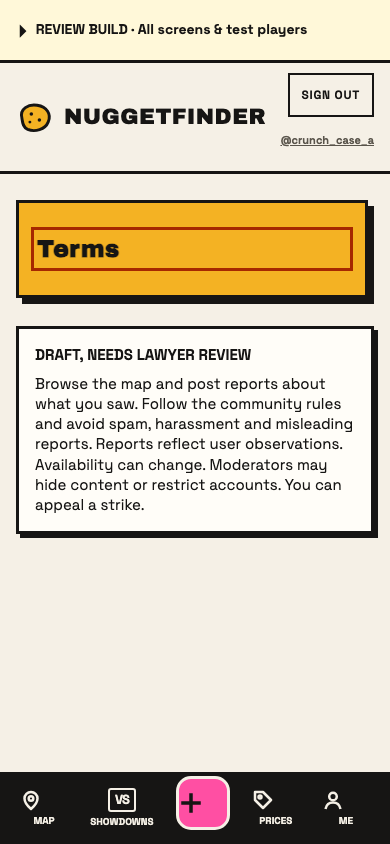 REVIEW BUILD · All screens & test players
SIGN OUT
NUGGETFINDER
@crunch_case_a
Terms
DRAFT, NEEDS LAWYER REVIEW
Browse the map and post reports about
what you saw. Follow the community rules
and avoid spam, harassment and misleading
reports. Reports reflect user observations.
Availability can change. Moderators may
hide content or restrict accounts. You can
appeal a strike.
VS
MAP
SHOWDOWNS
PRICES
ME